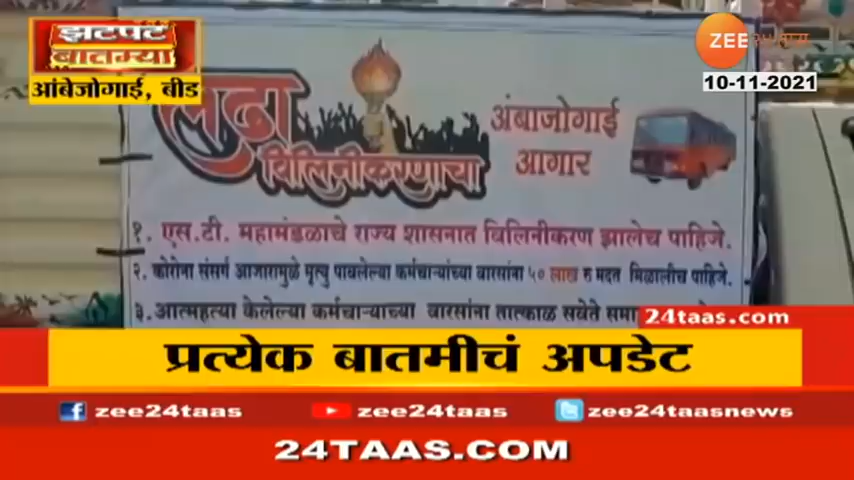 झटपट
बातम्या
आंबेजोगाई, बीड
ZEE २४ तास
10-11-2021
लढा
विलिनीकरणाचा
अंबाजोगाई
आगार
१. एस.टी. महामंडळाचे राज्य शासनात विलिनीकरण झालेच पाहिजे.
२. कोरोना संसर्ग आजारामुळे मृत्यु पावलेल्या कर्मचाऱ्यांच्या वारसांना ५० लाख रु मदत मिळालीच पाहिजे.
३. आत्महत्या केलेल्या कर्मचाऱ्याच्या वारसांना तात्काळ सेवेत
24taas.com
प्रत्येक बातमीचं अपडेट
zee24taas
zee24taas
zee24taasnews
24TAAS.COM